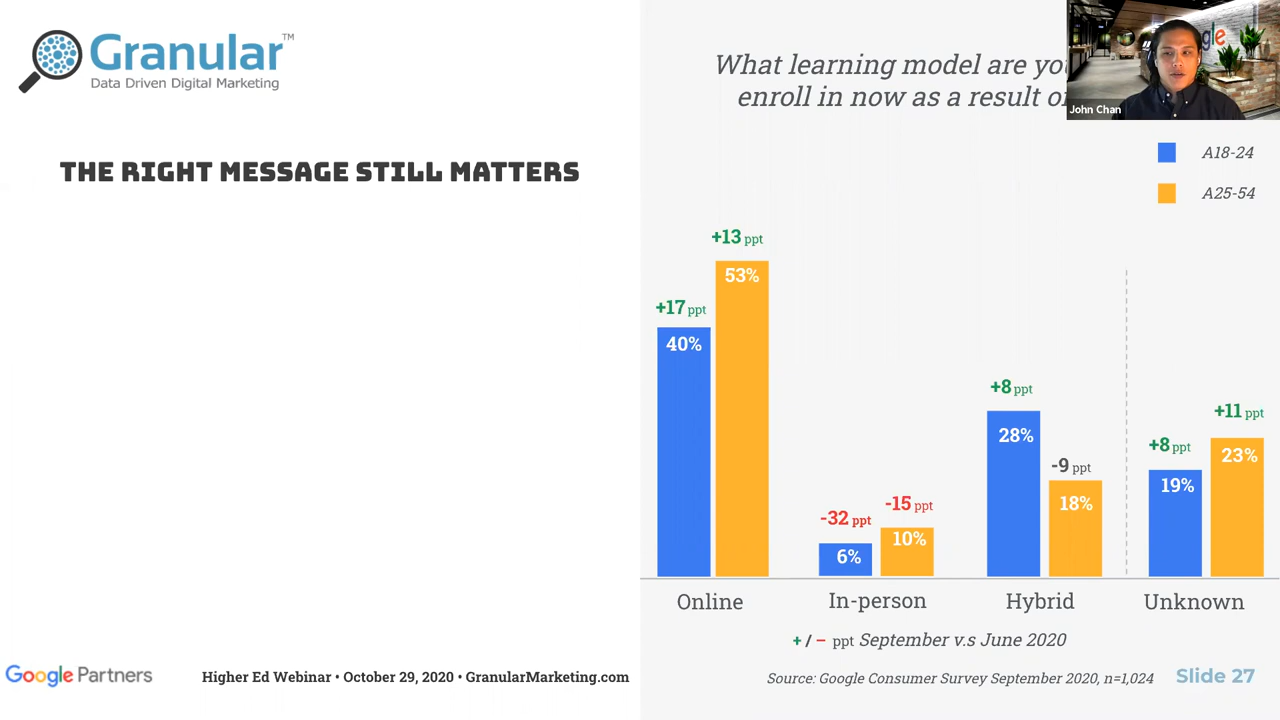 Granular™
Data Driven Digital Marketing
THE RIGHT MESSAGE STILL MATTERS
What learning model are
enroll in now as a result
John Chan
A18-24
A25-54
+13 ppt
53%
+17 ppt
40%
-32 ppt
6%
-15 ppt
10%
+8 ppt
28%
-9 ppt
18%
+8 ppt
19%
+11 ppt
23%
Online
In-person
Hybrid
Unknown
+ / – ppt September v.s June 2020
Source: Google Consumer Survey September 2020, n=1,024
Slide 27
Google Partners
Higher Ed Webinar • October 29, 2020 • GranularMarketing.com